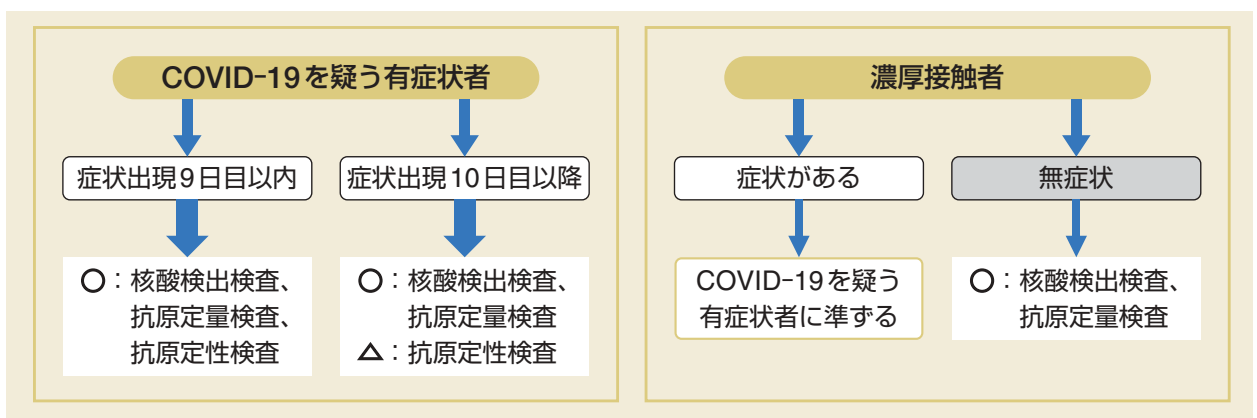 COVID-19を疑う有症状者
症状出現9日目以内
症状出現10日目以降
○：核酸検出検査、
抗原定量検査、
抗原定性検査
○：核酸検出検査、
抗原定量検査
△：抗原定性検査
濃厚接触者
症状がある
無症状
COVID-19を疑う
有症状者に準ずる
○：核酸検出検査、
抗原定量検査